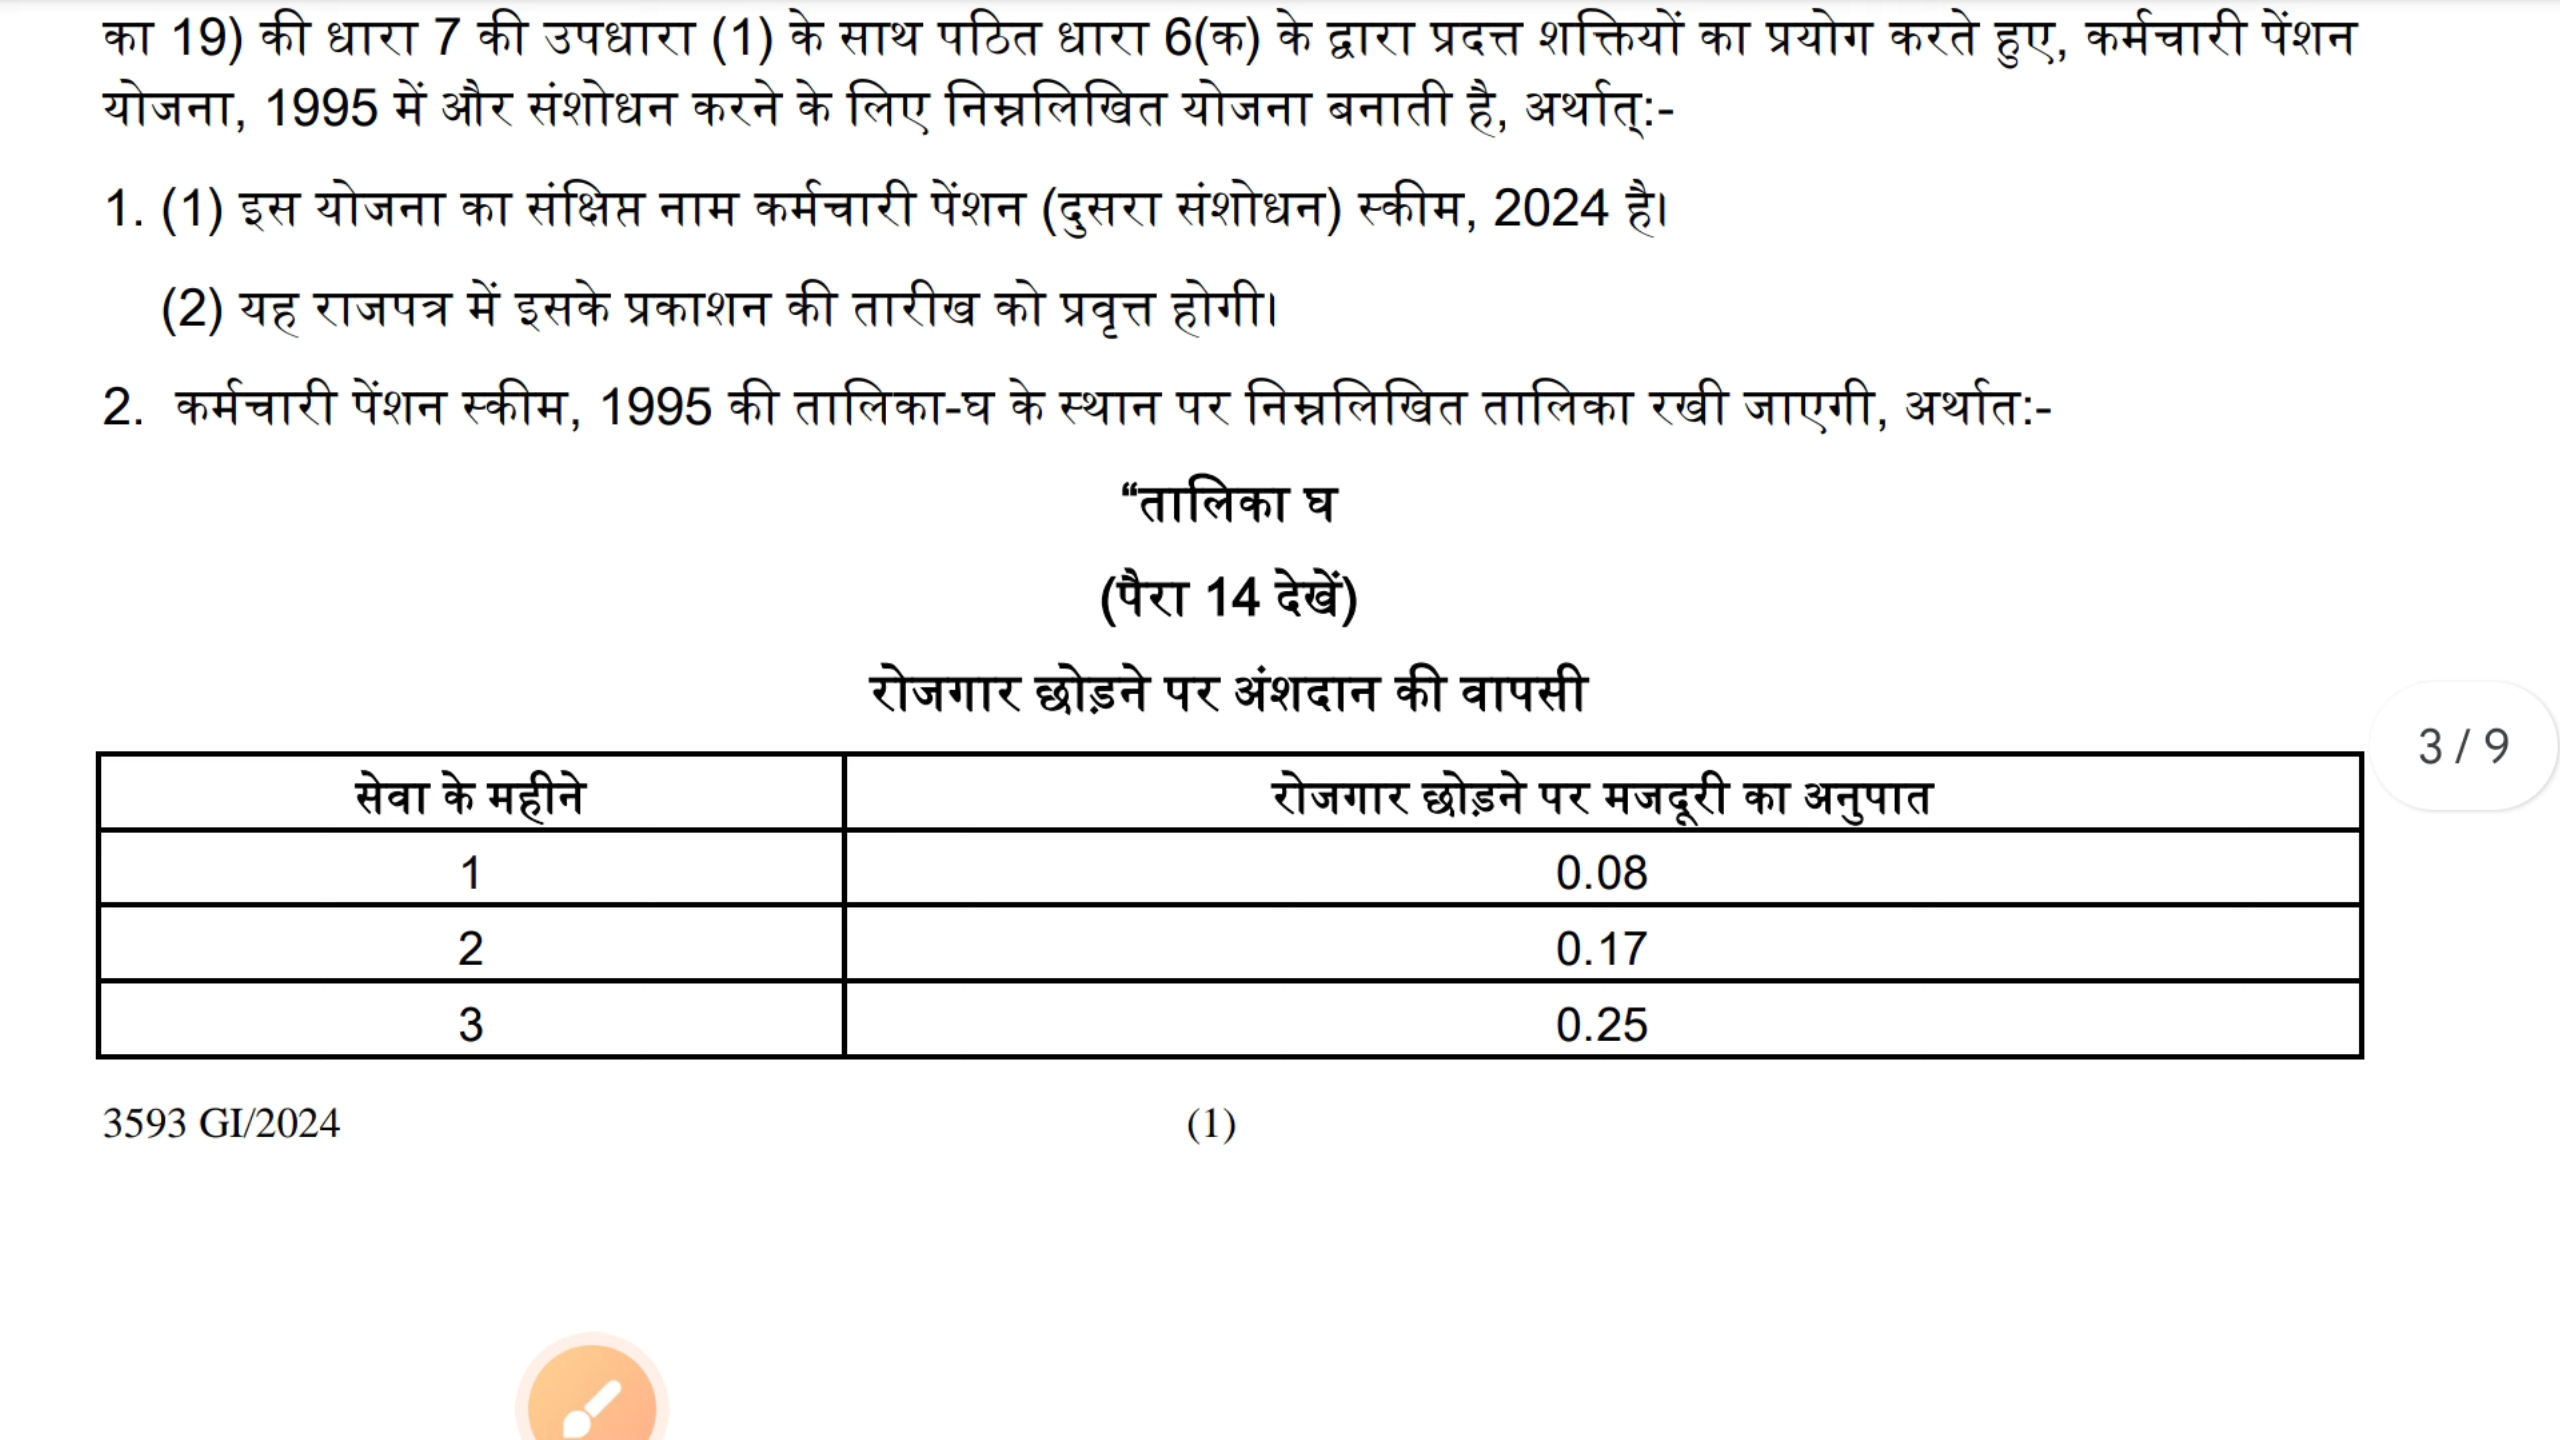 का 19) की धारा 7 की उपधारा (1) के साथ पठित धारा 6(क) के द्वारा प्रदत्त शक्तियों का प्रयोग करते हुए, कर्मचारी पेंशन
योजना, 1995 में और संशोधन करने के लिए निम्नलिखित योजना बनाती है, अर्थात्:-
1. (1) इस योजना का संक्षिप्त नाम कर्मचारी पेंशन (दुसरा संशोधन) स्कीम, 2024 है।
(2) यह राजपत्र में इसके प्रकाशन की तारीख को प्रवृत्त होगी।
2. कर्मचारी पेंशन स्कीम, 1995 की तालिका-घ के स्थान पर निम्नलिखित तालिका रखी जाएगी, अर्थात:-
“तालिका घ
(पैरा 14 देखें)
रोजगार छोड़ने पर अंशदान की वापसी
3 / 9
सेवा के महीने रोजगार छोड़ने पर मजदूरी का अनुपात
1 0.08
2 0.17
3 0.25
3593 GI/2024 (1)